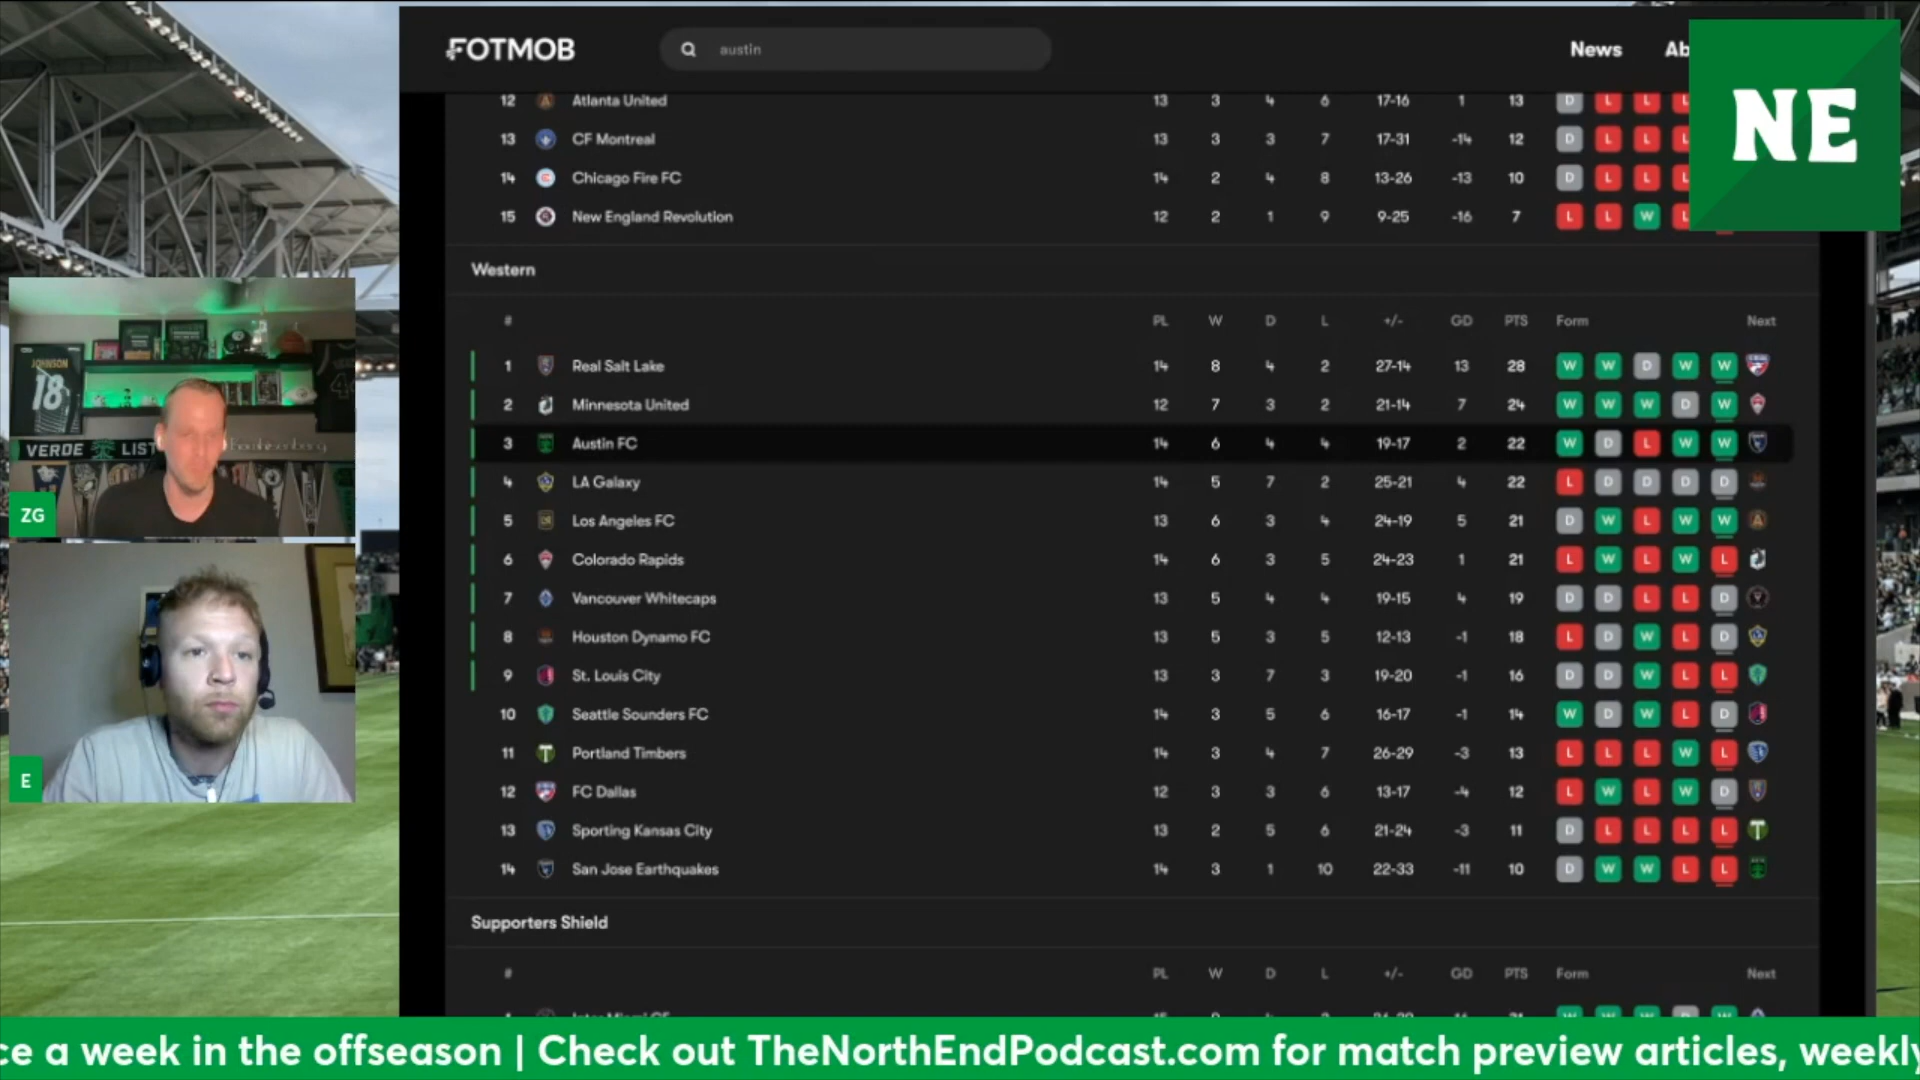 FOTMOB austin News Ab NE
12 Atlanta United 13 3 4 6 17-16 1 13 D L L L
13 CF Montreal 13 3 3 7 17-31 -14 12 D L L L
14 Chicago Fire FC 14 2 4 8 13-26 -13 10 D L L L
15 New England Revolution 12 2 1 9 9-25 -16 7 L L W L
Western
# PL W D L +/- GD PTS Form Next
1 Real Salt Lake 14 8 4 2 27-14 13 28 W W D W W
2 Minnesota United 12 7 3 2 21-14 7 24 W W W D W
3 Austin FC 14 6 4 4 19-17 2 22 W D L W W
4 LA Galaxy 14 5 7 2 25-21 4 22 L D D D D
5 Los Angeles FC 13 6 3 4 24-19 5 21 D W L W W
6 Colorado Rapids 14 6 3 5 24-23 1 21 L W L W L
7 Vancouver Whitecaps 13 5 4 4 19-15 4 19 D D L L D
8 Houston Dynamo FC 13 5 3 5 12-13 -1 18 L D W L D
9 St. Louis City 13 3 7 3 19-20 -1 16 D D W L L
10 Seattle Sounders FC 14 3 5 6 16-17 -1 14 W D W L D
11 Portland Timbers 14 3 4 7 26-29 -3 13 L L L W L
12 FC Dallas 12 3 3 6 13-17 -4 12 L W L W D
13 Sporting Kansas City 13 2 5 6 21-24 -3 11 D L L L L
14 San Jose Earthquakes 14 3 1 10 22-33 -11 10 D W W L L
Supporters Shield
# PL W D L +/- GD PTS Form Next
JOHNSON
18
VERDE LIST
ZG
E
ce a week in the offseason | Check out TheNorthEndPodcast.com for match preview articles, weekly